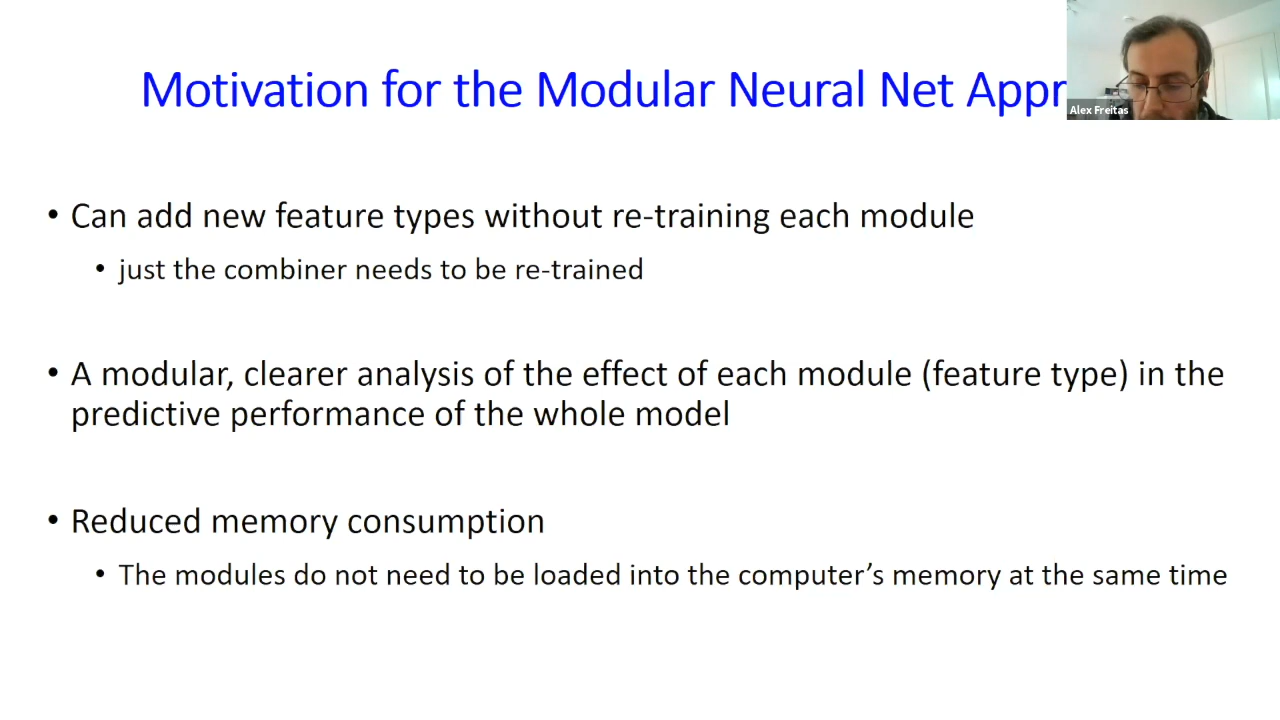 Motivation for the Modular Neural Net Appr
Alex Freitas
• Can add new feature types without re-training each module
• just the combiner needs to be re-trained
• A modular, clearer analysis of the effect of each module (feature type) in the
predictive performance of the whole model
• Reduced memory consumption
• The modules do not need to be loaded into the computer’s memory at the same time